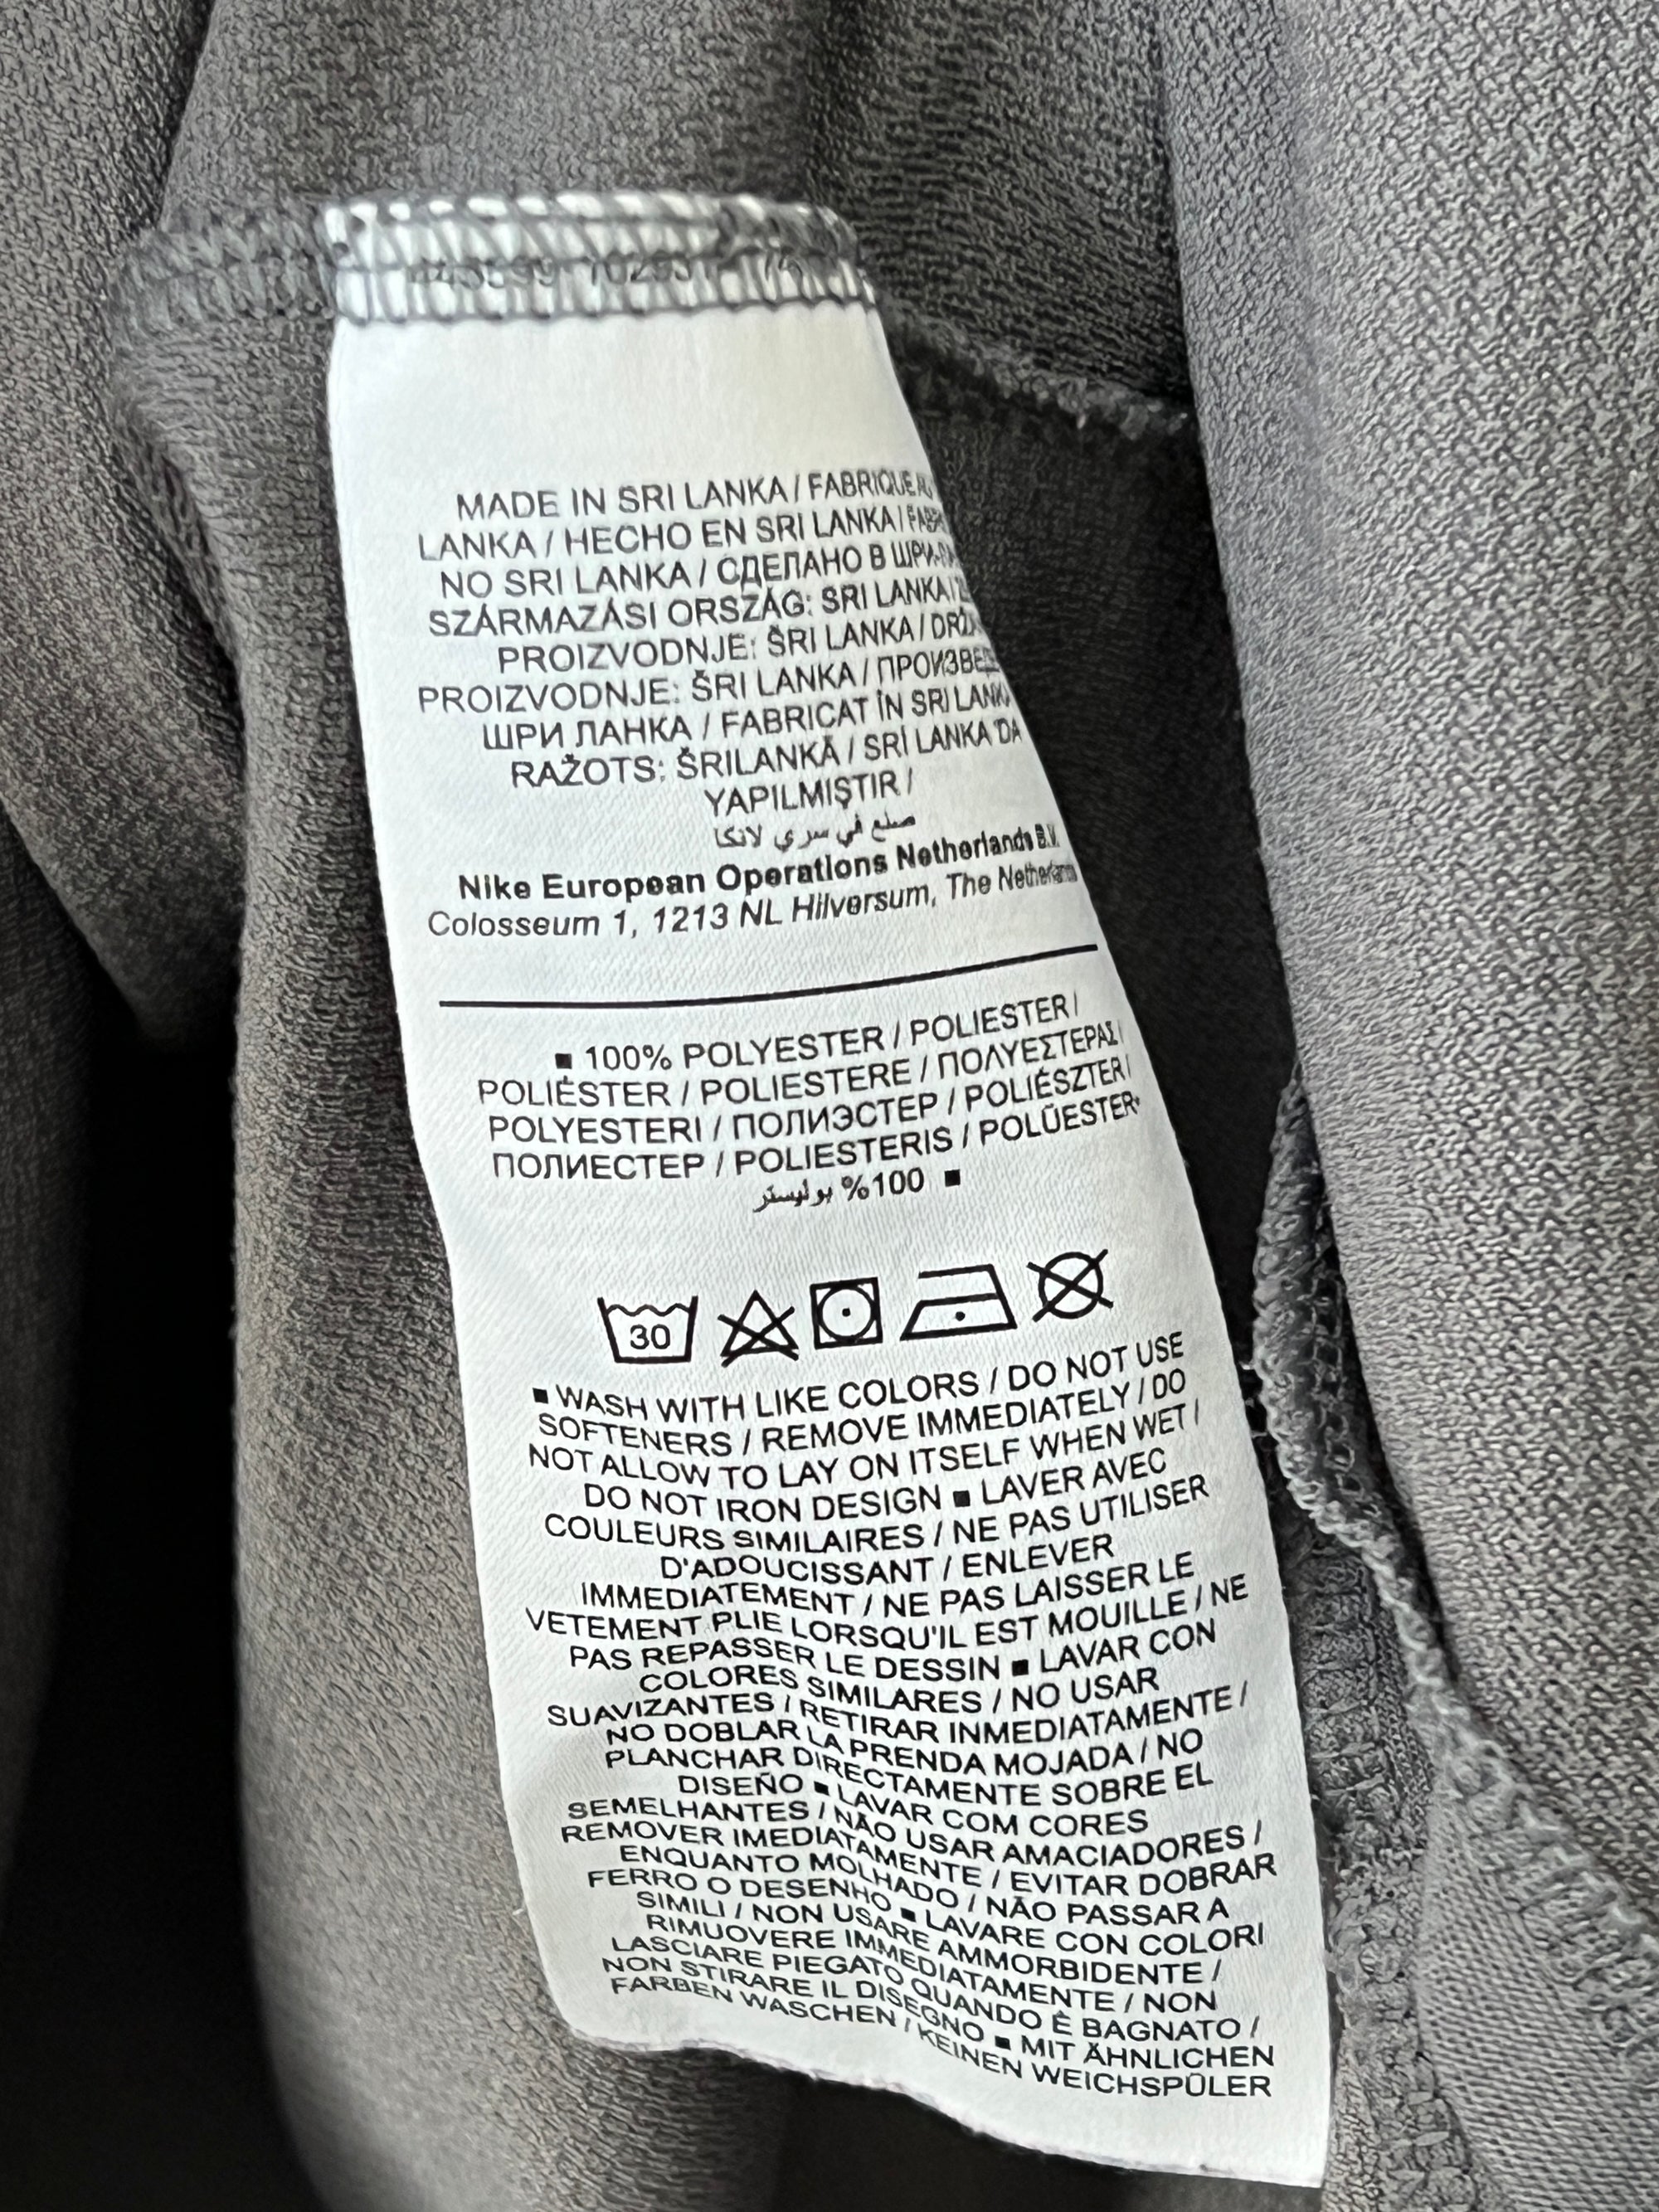 MADE IN SRI LANKA / FABRIQUE AU
LANKA / HECHO EN SRI LANKA /
NO SRI LANKA / СДЕЛАНО В ШРИ-
SZÁRMAZÁSI ORSZÁG: SRI LANKA /
PROIZVODNJE: ŠRI LANKA /
PROIZVODNJE: ŠRI LANKA /
ШРИ ЛАНКА / FABRICAT ÎN SRI LANKA
RAŽOTS: ŠRILANKĀ / SRİ LANKA'DA
YAPILMIŞTIR /
صنع في سري لانكا
Nike European Operations Netherlands B.V.
Colosseum 1, 1213 NL Hilversum, The Netherlands
■ 100% POLYESTER / POLIESTER /
POLIÉSTER / POLIESTERE / ΠΟΛΥΕΣΤΕΡΑΣ /
POLYESTERI / ПОЛИЭСТЕР / POLIÉSZTER /
ПОЛИЕСТЕР / POLIESTERIS / POLÜESTER
■ 100% بوليستر
30
■ WASH WITH LIKE COLORS / DO NOT USE
SOFTENERS / REMOVE IMMEDIATELY / DO
NOT ALLOW TO LAY ON ITSELF WHEN WET /
DO NOT IRON DESIGN ■ LAVER AVEC
COULEURS SIMILAIRES / NE PAS UTILISER
D'ADOUCISSANT / ENLEVER
IMMEDIATEMENT / NE PAS LAISSER LE
VETEMENT PLIE LORSQU'IL EST MOUILLE / NE
PAS REPASSER LE DESSIN ■ LAVAR CON
COLORES SIMILARES / NO USAR
SUAVIZANTES / RETIRAR INMEDIATAMENTE /
NO DOBLAR LA PRENDA MOJADA / NO
PLANCHAR DIRECTAMENTE SOBRE EL
DISEÑO ■ LAVAR COM CORES
SEMELHANTES / NÃO USAR AMACIADORES /
REMOVER IMEDIATAMENTE / EVITAR DOBRAR
ENQUANTO MOLHADO / NÃO PASSAR A
FERRO O DESENHO ■ LAVARE CON COLORI
SIMILI / NON USARE AMMORBIDENTE /
RIMUOVERE IMMEDIATAMENTE / NON
LASCIARE PIEGATO QUANDO È BAGNATO /
NON STIRARE IL DISEGNO ■ MIT ÄHNLICHEN
FARBEN WASCHEN / KEINEN WEICHSPÜLER